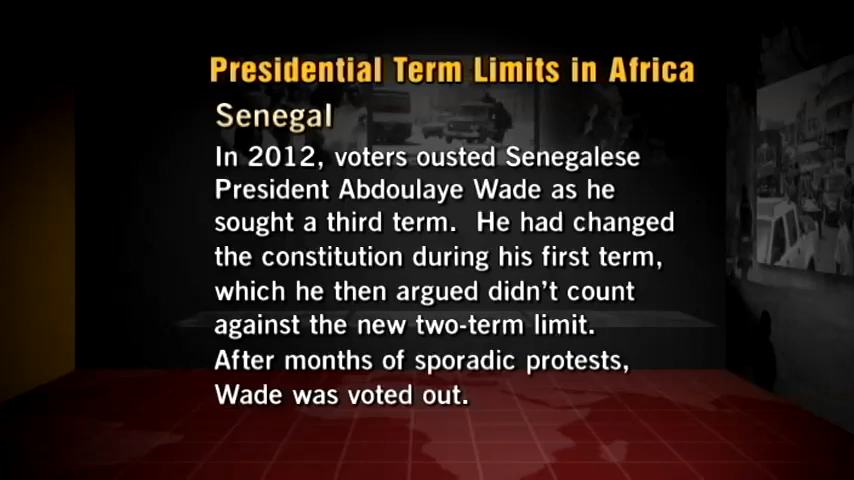 Presidential Term Limits in Africa
Senegal
In 2012, voters ousted Senegalese
President Abdoulaye Wade as he
sought a third term.  He had changed
the constitution during his first term,
which he then argued didn't count
against the new two-term limit.
After months of sporadic protests,
Wade was voted out.